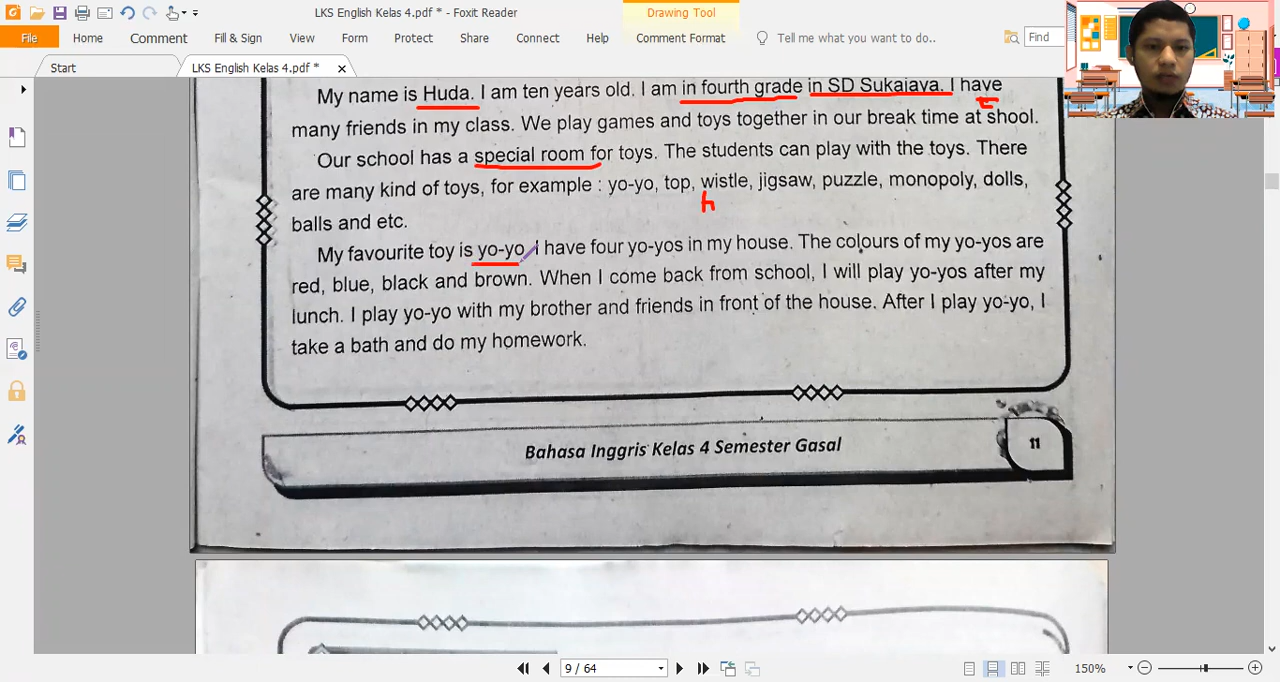 LKS English Kelas 4.pdf * - Foxit Reader
Drawing Tool
File Home Comment Fill & Sign View Form Protect Share Connect Help Comment Format Tell me what you want to do.. Find
Start LKS English Kelas 4.pdf *
My name is Huda. I am ten years old. I am in fourth grade in SD Sukajaya. I have
many friends in my class. We play games and toys together in our break time at shool.
Our school has a special room for toys. The students can play with the toys. There
are many kind of toys, for example : yo-yo, top, wistle, jigsaw, puzzle, monopoly, dolls,
h
balls and etc.
My favourite toy is yo-yo. I have four yo-yos in my house. The colours of my yo-yos are
red, blue, black and brown. When I come back from school, I will play yo-yos after my
lunch. I play yo-yo with my brother and friends in front of the house. After I play yo-yo, I
take a bath and do my homework.
Bahasa Inggris Kelas 4 Semester Gasal
11
9 / 64
150%